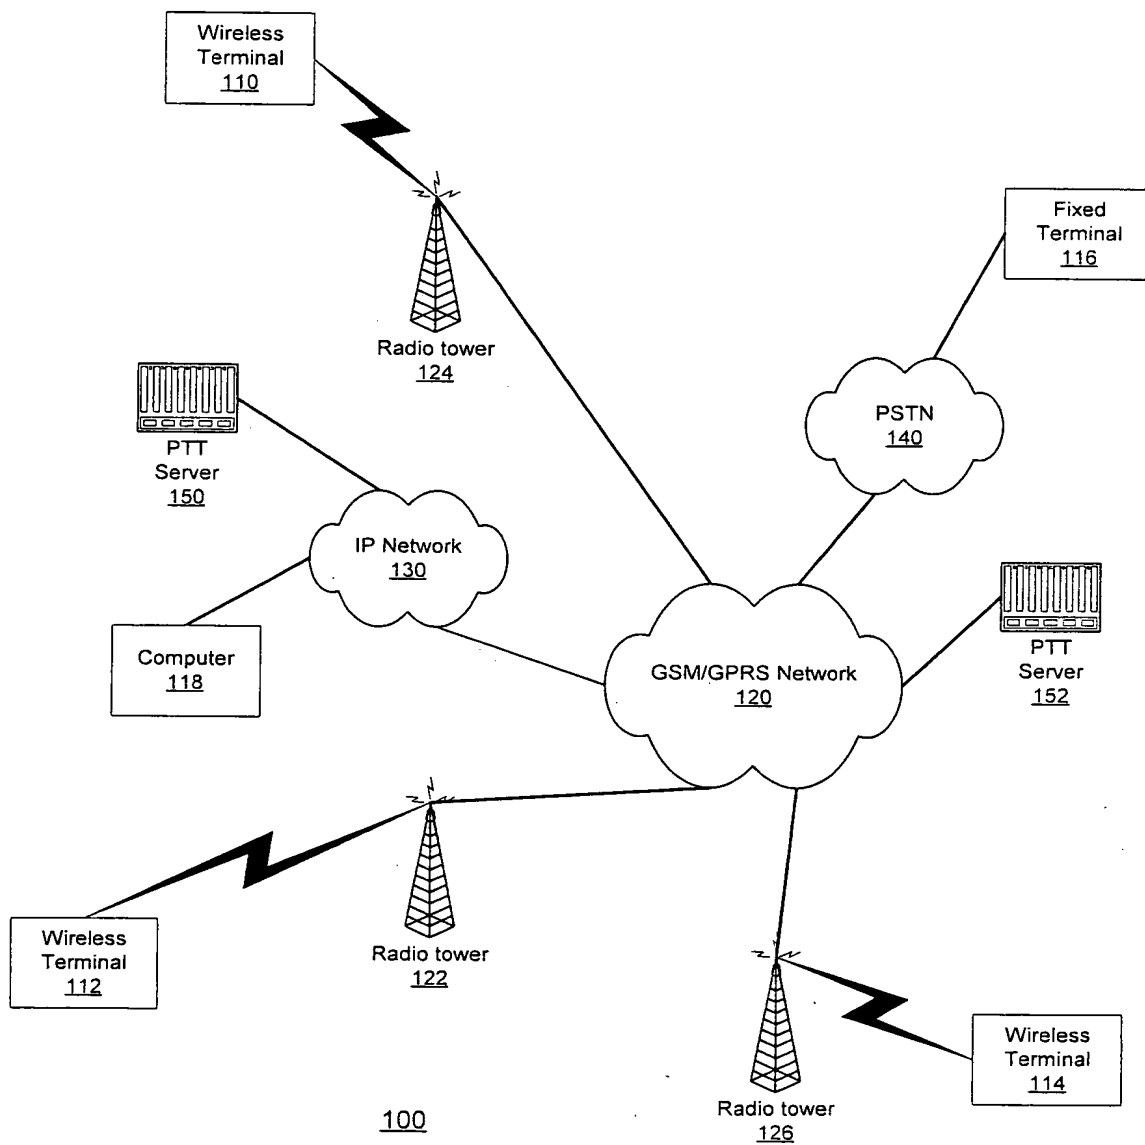 Wireless
Terminal
110
Fixed
Terminal
116
Radio tower
124
PTT
Server
150
PSTN
140
IP Network
130
Computer
118
GSM/GPRS Network
120
PTT
Server
152
Radio tower
122
Wireless
Terminal
112
Wireless
Terminal
114
Radio tower
126
100